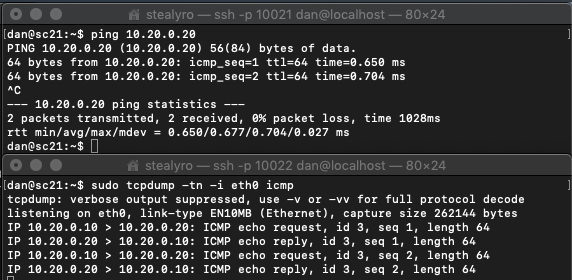 stealyro — ssh -p 10021 dan@localhost — 80×24
[dan@sc21:~$ ping 10.20.0.20 ]
PING 10.20.0.20 (10.20.0.20) 56(84) bytes of data.
64 bytes from 10.20.0.20: icmp_seq=1 ttl=64 time=0.650 ms
64 bytes from 10.20.0.20: icmp_seq=2 ttl=64 time=0.704 ms
^C
--- 10.20.0.20 ping statistics ---
2 packets transmitted, 2 received, 0% packet loss, time 1028ms
rtt min/avg/max/mdev = 0.650/0.677/0.704/0.027 ms
dan@sc21:~$
stealyro — ssh -p 10022 dan@localhost — 80×24
[dan@sc21:~$ sudo tcpdump -tn -i eth0 icmp ]
tcpdump: verbose output suppressed, use -v or -vv for full protocol decode
listening on eth0, link-type EN10MB (Ethernet), capture size 262144 bytes
IP 10.20.0.10 > 10.20.0.20: ICMP echo request, id 3, seq 1, length 64
IP 10.20.0.20 > 10.20.0.10: ICMP echo reply, id 3, seq 1, length 64
IP 10.20.0.10 > 10.20.0.20: ICMP echo request, id 3, seq 2, length 64
IP 10.20.0.20 > 10.20.0.10: ICMP echo reply, id 3, seq 2, length 64